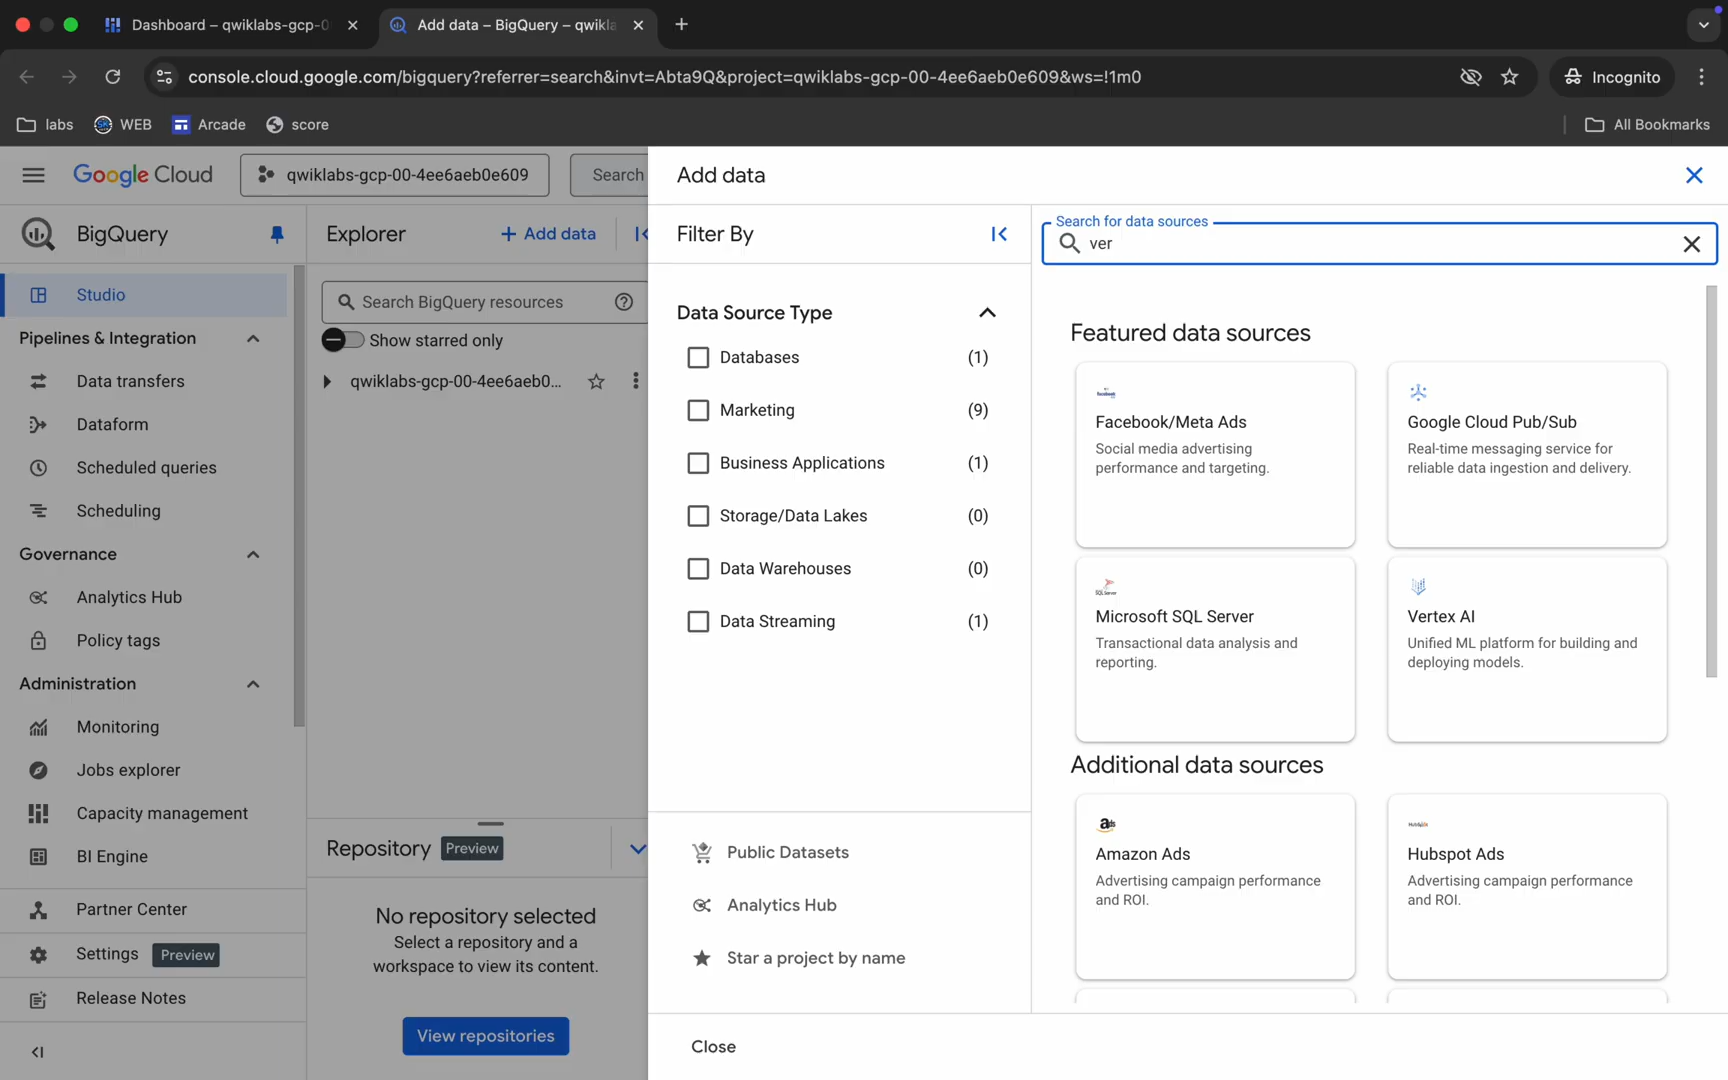 Dashboard – qwiklabs-gcp-0
Add data – BigQuery – qwikla
console.cloud.google.com/bigquery?referrer=search&invt=Abta9Q&project=qwiklabs-gcp-00-4ee6aeb0e609&ws=!1m0
Incognito
labs
WEB
Arcade
score
All Bookmarks
Google Cloud
qwiklabs-gcp-00-4ee6aeb0e609
Search
BigQuery
Studio
Pipelines & Integration
Data transfers
Dataform
Scheduled queries
Scheduling
Governance
Analytics Hub
Policy tags
Administration
Monitoring
Jobs explorer
Capacity management
BI Engine
Partner Center
Settings Preview
Release Notes
Explorer
+ Add data
Search BigQuery resources
Show starred only
qwiklabs-gcp-00-4ee6aeb0...
Repository Preview
No repository selected
Select a repository and a
workspace to view its content.
View repositories
Add data
Filter By
Data Source Type
Databases (1)
Marketing (9)
Business Applications (1)
Storage/Data Lakes (0)
Data Warehouses (0)
Data Streaming (1)
Public Datasets
Analytics Hub
Star a project by name
Close
Search for data sources
ver
Featured data sources
facebook
Facebook/Meta Ads
Social media advertising
performance and targeting.
Google Cloud Pub/Sub
Real-time messaging service for
reliable data ingestion and delivery.
SQL Server
Microsoft SQL Server
Transactional data analysis and
reporting.
Vertex AI
Unified ML platform for building and
deploying models.
Additional data sources
ads
Amazon Ads
Advertising campaign performance
and ROI.
HubSpot
Hubspot Ads
Advertising campaign performance
and ROI.